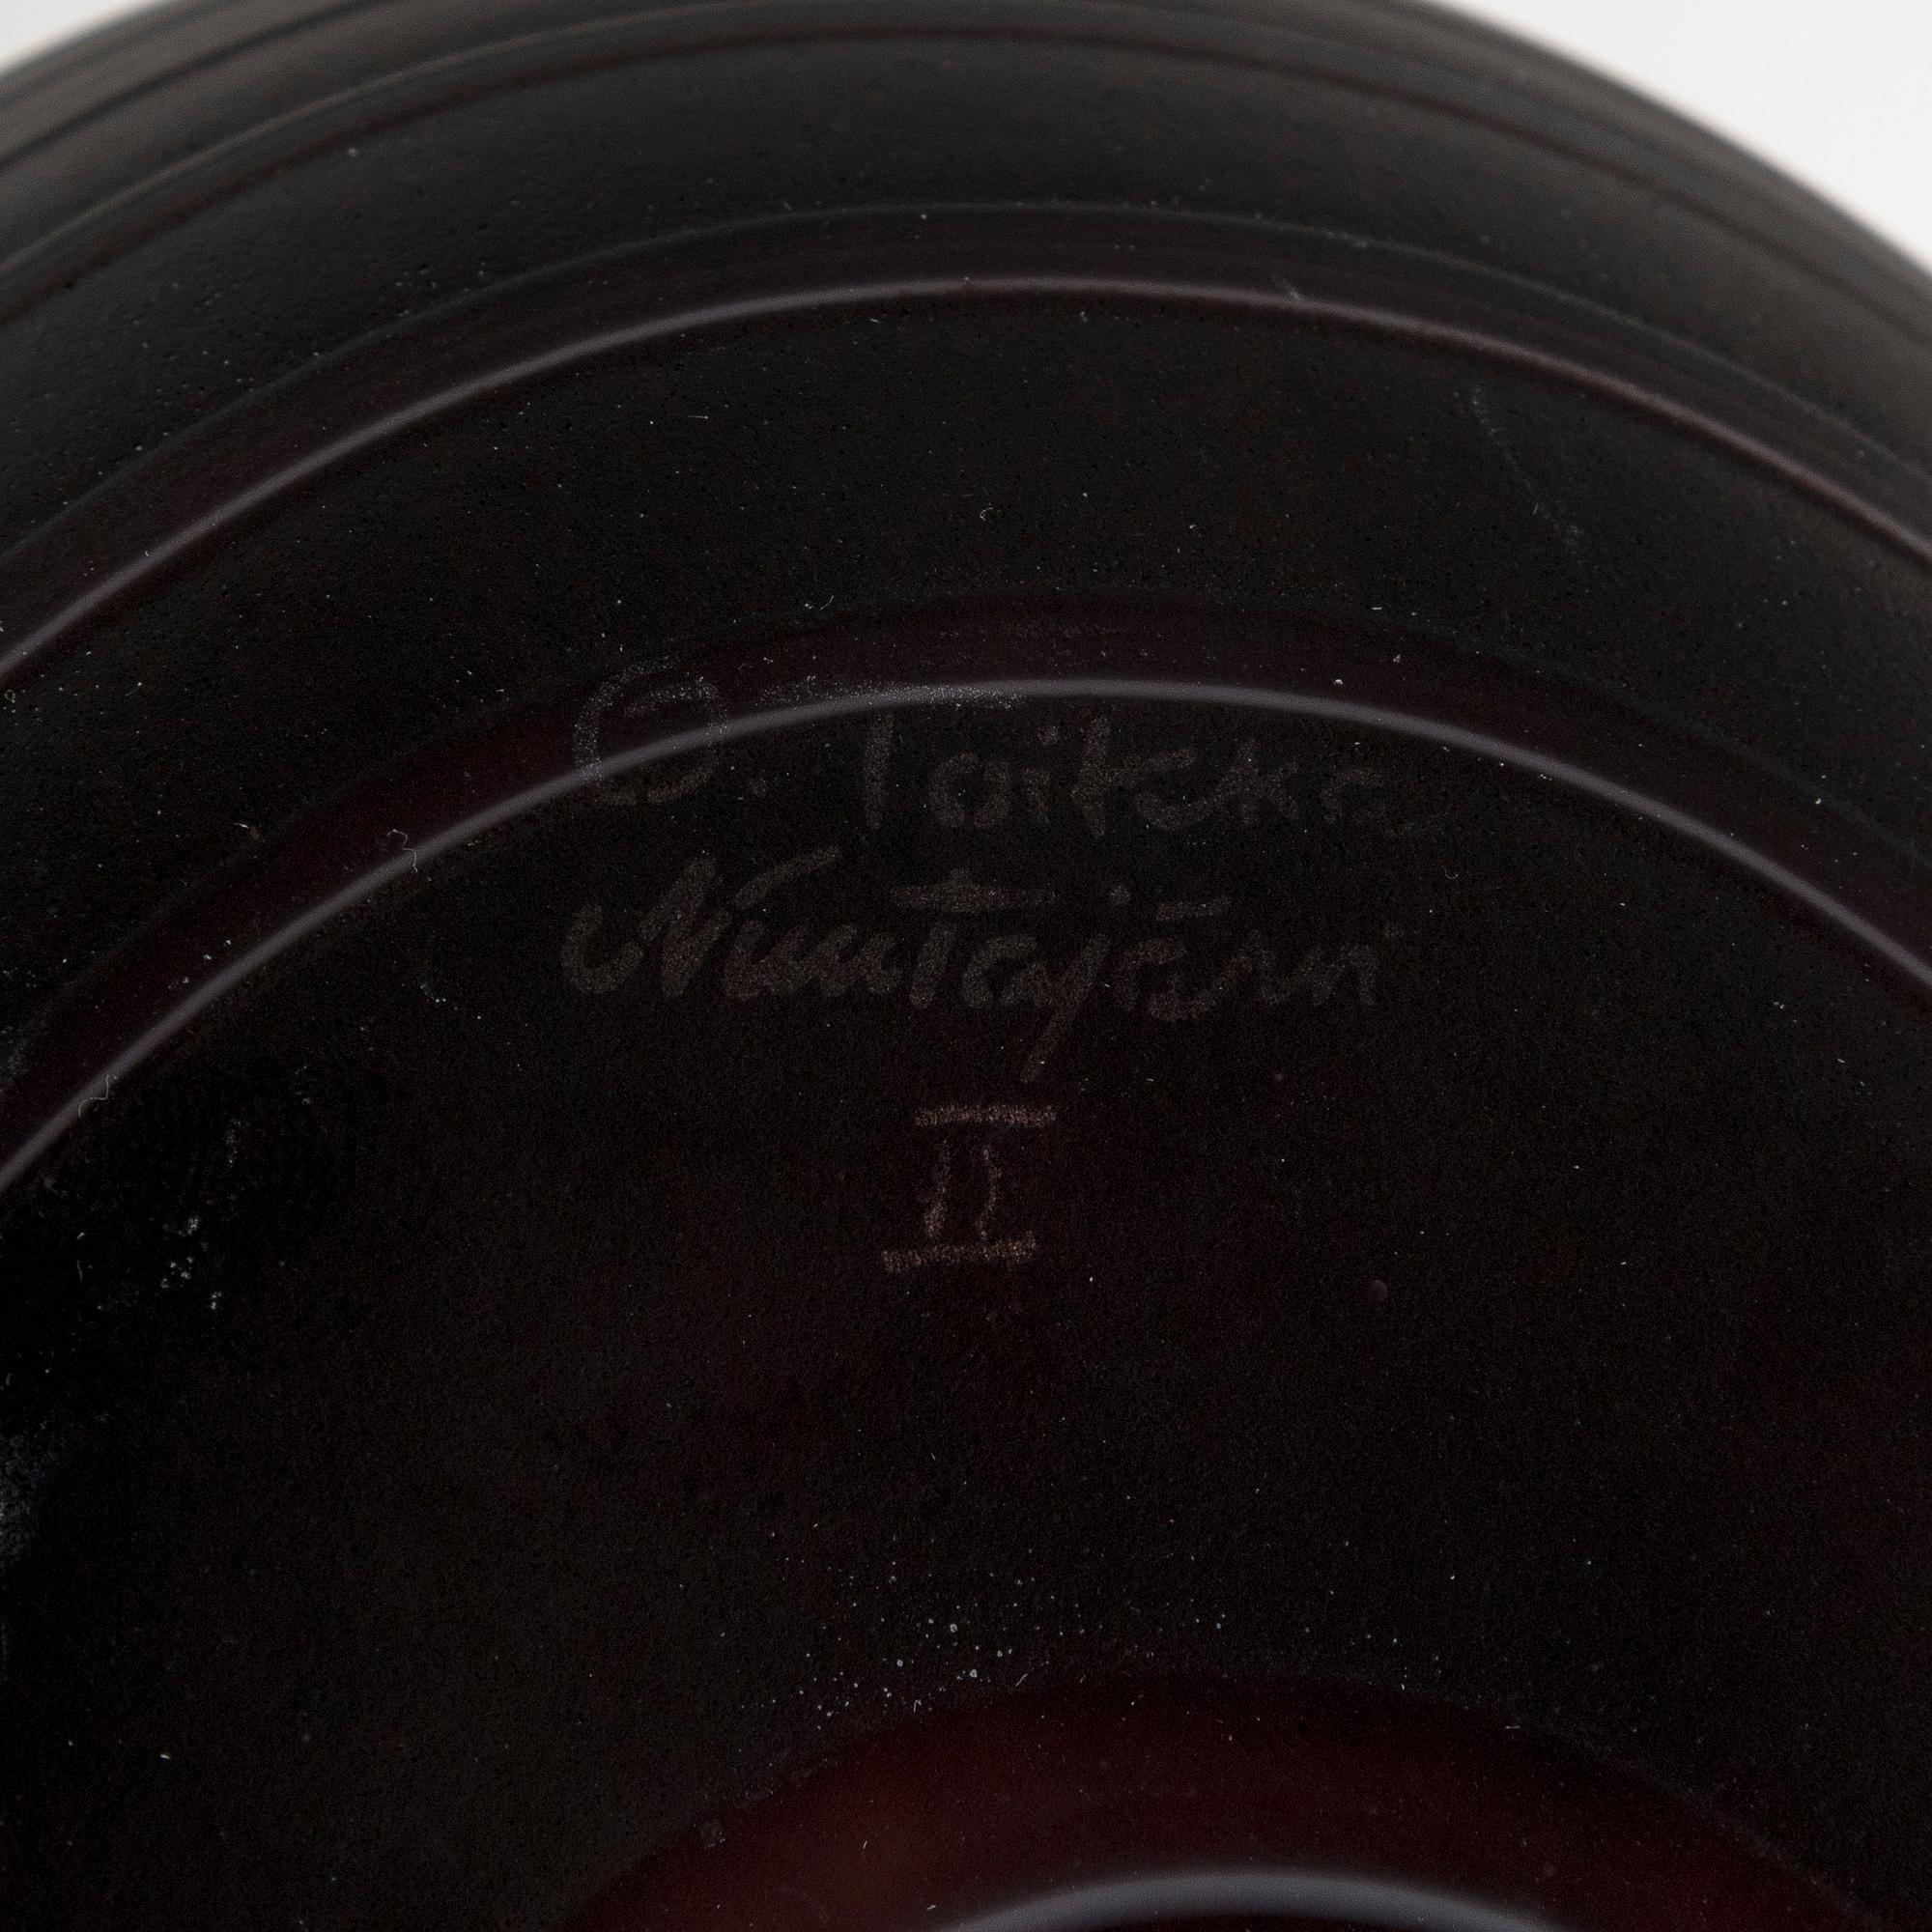 O. Toikka
Nuutajärvi
II